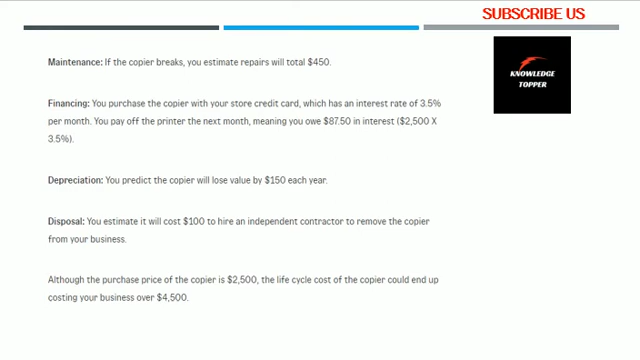 SUBSCRIBE US
KNOWLEDGE
TOPPER
Maintenance: If the copier breaks, you estimate repairs will total $450.
Financing: You purchase the copier with your store credit card, which has an interest rate of 3.5%
per month. You pay off the printer the next month, meaning you owe $87.50 in interest ($2,500 X
3.5%).
Depreciation: You predict the copier will lose value by $150 each year.
Disposal: You estimate it will cost $100 to hire an independent contractor to remove the copier
from your business.
Although the purchase price of the copier is $2,500, the life cycle cost of the copier could end up
costing your business over $4,500.